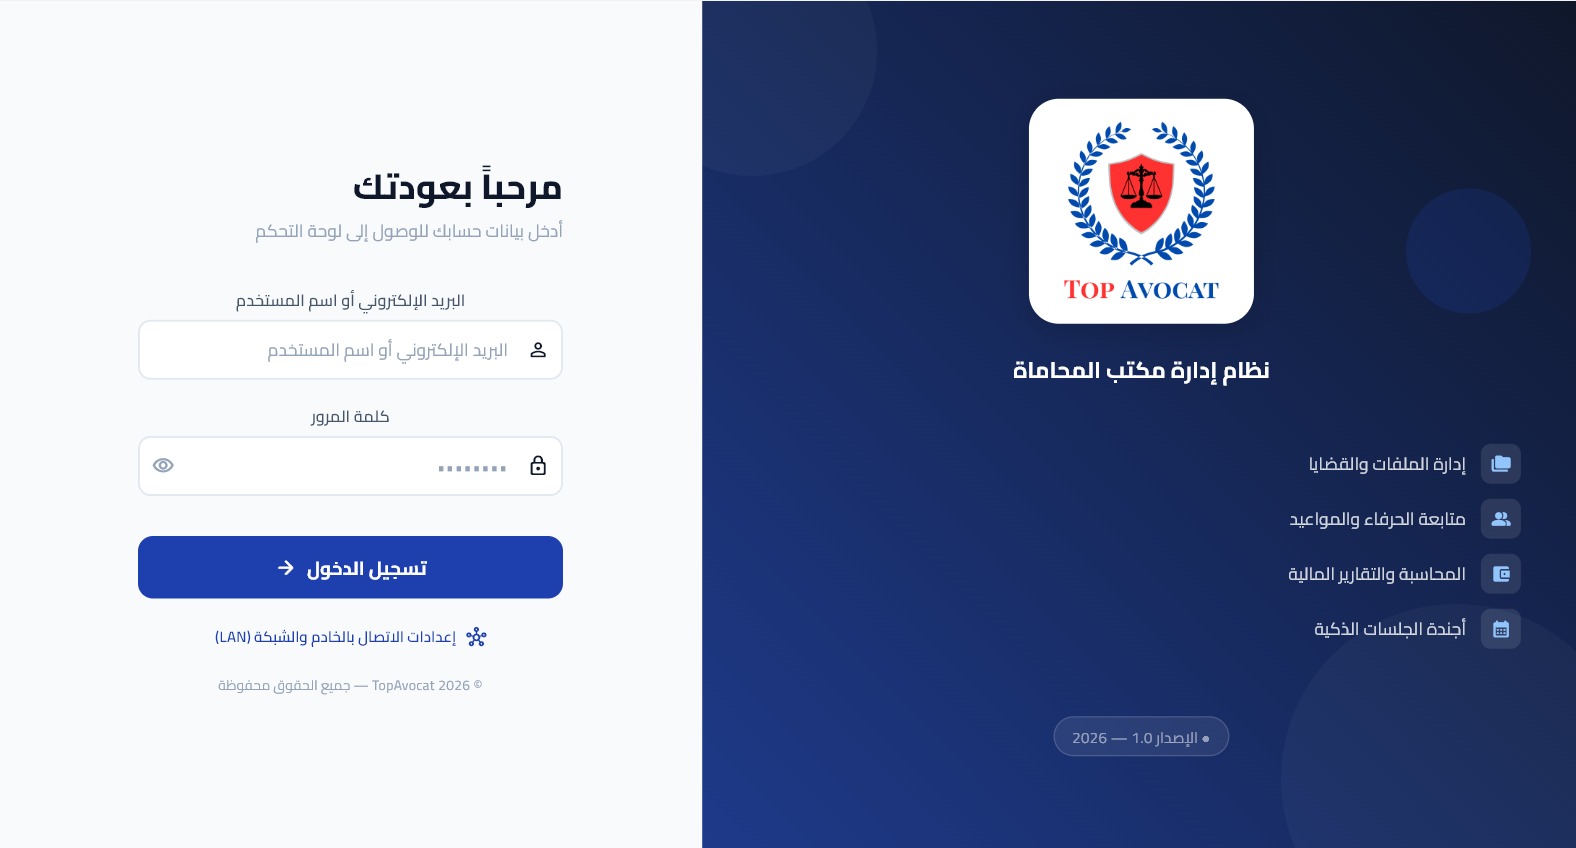 TOP AVOCAT
نظام إدارة مكتب المحاماة
إدارة الملفات والقضايا
متابعة الحرفاء والمواعيد
المحاسبة والتقارير المالية
أجندة الجلسات الذكية
• الإصدار 1.0 — 2026
مرحباً بعودتك
أدخل بيانات حسابك للوصول إلى لوحة التحكم
البريد الإلكتروني أو اسم المستخدم
البريد الإلكتروني أو اسم المستخدم
كلمة المرور
••••••••
تسجيل الدخول →
إعدادات الاتصال بالخادم والشبكة (LAN)
© 2026 TopAvocat — جميع الحقوق محفوظة